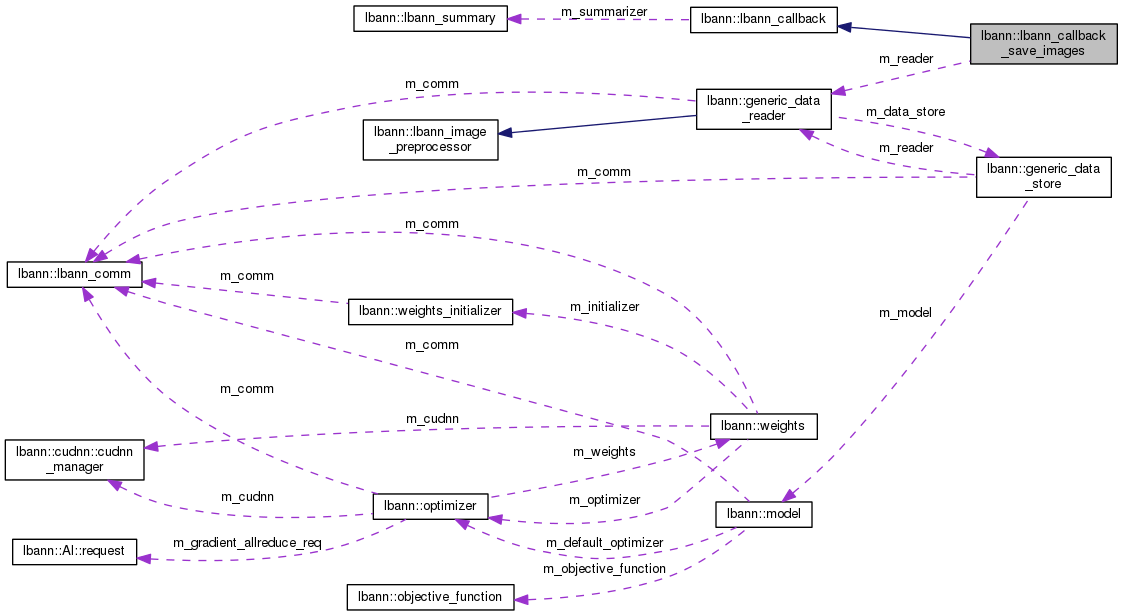 lbann::lbann_summary
m_summarizer
lbann::lbann_callback
lbann::lbann_callback
_save_images
m_reader
m_comm
lbann::generic_data
_reader
m_data_store
lbann::lbann_image
_preprocessor
m_reader
m_comm
lbann::generic_data
_store
m_comm
lbann::lbann_comm
m_comm
lbann::weights_initializer
m_initializer
m_model
m_comm
m_comm
m_cudnn
lbann::weights
lbann::cudnn::cudnn
_manager
m_weights
m_cudnn
lbann::optimizer
m_optimizer
lbann::model
lbann::Al::request
m_gradient_allreduce_req
m_default_optimizer
m_objective_function
lbann::objective_function